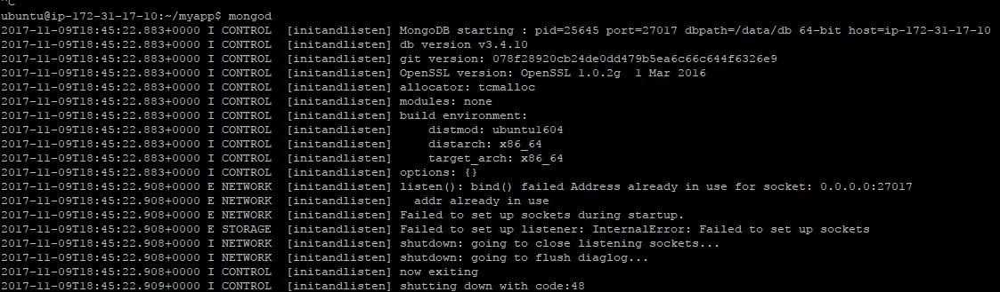 ^C
ubuntu@ip-172-31-17-10:~/myapp$ mongod
2017-11-09T18:45:22.883+0000 I CONTROL  [initandlisten] MongoDB starting : pid=25645 port=27017 dbpath=/data/db 64-bit host=ip-172-31-17-10
2017-11-09T18:45:22.883+0000 I CONTROL  [initandlisten] db version v3.4.10
2017-11-09T18:45:22.883+0000 I CONTROL  [initandlisten] git version: 078f28920cb24de0dd479b5ea6c66c644f6326e9
2017-11-09T18:45:22.883+0000 I CONTROL  [initandlisten] OpenSSL version: OpenSSL 1.0.2g  1 Mar 2016
2017-11-09T18:45:22.883+0000 I CONTROL  [initandlisten] allocator: tcmalloc
2017-11-09T18:45:22.883+0000 I CONTROL  [initandlisten] modules: none
2017-11-09T18:45:22.883+0000 I CONTROL  [initandlisten] build environment:
2017-11-09T18:45:22.883+0000 I CONTROL  [initandlisten]     distmod: ubuntu1604
2017-11-09T18:45:22.883+0000 I CONTROL  [initandlisten]     distarch: x86_64
2017-11-09T18:45:22.883+0000 I CONTROL  [initandlisten]     target_arch: x86_64
2017-11-09T18:45:22.883+0000 I CONTROL  [initandlisten] options: {}
2017-11-09T18:45:22.908+0000 E NETWORK  [initandlisten] listen(): bind() failed Address already in use for socket: 0.0.0.0:27017
2017-11-09T18:45:22.908+0000 E NETWORK  [initandlisten]   addr already in use
2017-11-09T18:45:22.908+0000 E NETWORK  [initandlisten] Failed to set up sockets during startup.
2017-11-09T18:45:22.908+0000 E STORAGE  [initandlisten] Failed to set up listener: InternalError: Failed to set up sockets
2017-11-09T18:45:22.908+0000 I NETWORK  [initandlisten] shutdown: going to close listening sockets...
2017-11-09T18:45:22.908+0000 I NETWORK  [initandlisten] shutdown: going to flush diaglog...
2017-11-09T18:45:22.908+0000 I CONTROL  [initandlisten] now exiting
2017-11-09T18:45:22.909+0000 I CONTROL  [initandlisten] shutting down with code:48